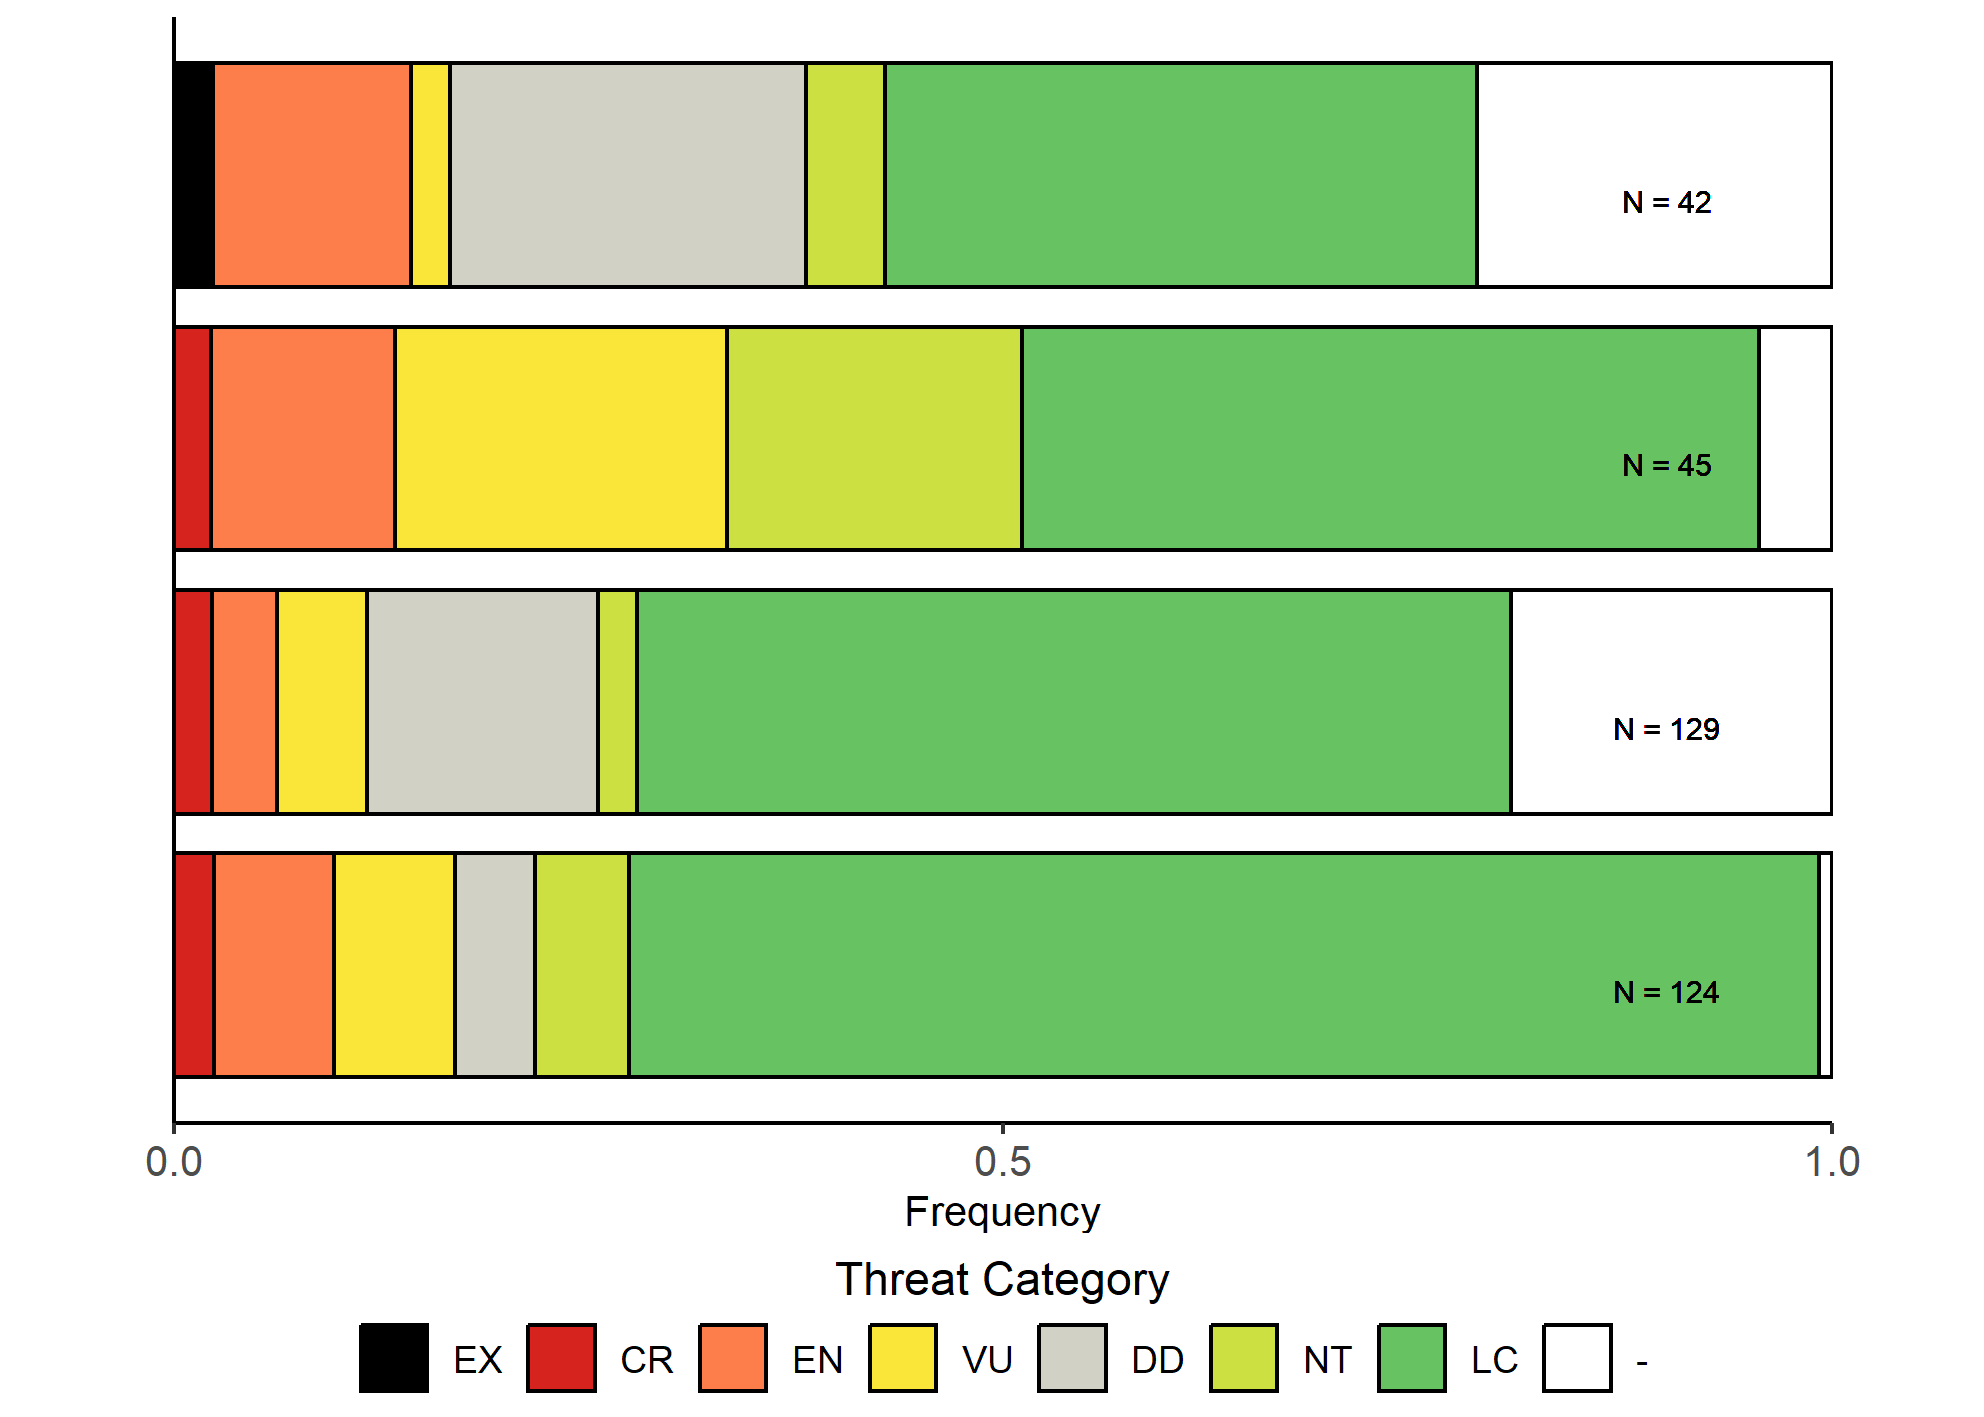 N = 42
N = 45
N = 129
N = 124
0.0 0.5 1.0
Frequency
Threat Category
EX CR EN VU DD NT LC -